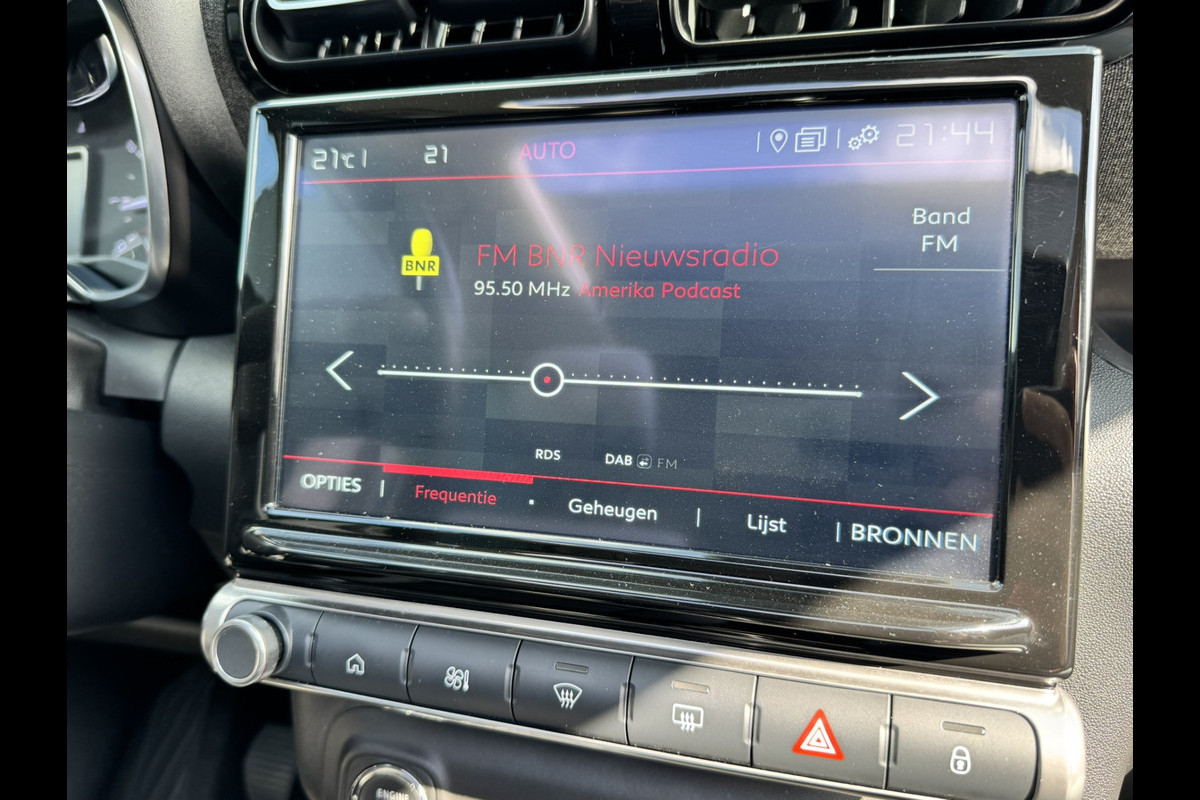 21°C
21
AUTO
21:44
Band
FM
BNR
FM BNR Nieuwsradio
95.50 MHz Amerika Podcast
RDS
DAB FM
OPTIES
Frequentie
Geheugen
Lijst
BRONNEN
ENGINE